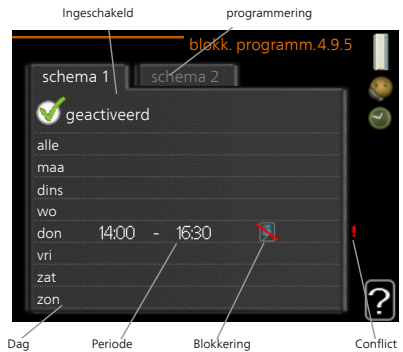 Ingeschakeld programmering
blokk. programm.4.9.5
schema 1 schema 2
geactiveerd
alle
maa
dins
wo
don 14:00 - 16:30 !
vri
zat
zon
?
Dag Periode Blokkering Conflict